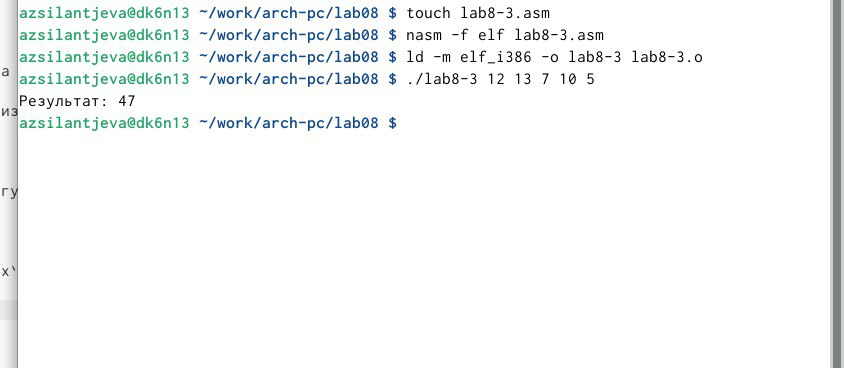 azsilantjeva@dk6n13 ~/work/arch-pc/lab08 $ touch lab8-3.asm
azsilantjeva@dk6n13 ~/work/arch-pc/lab08 $ nasm -f elf lab8-3.asm
azsilantjeva@dk6n13 ~/work/arch-pc/lab08 $ ld -m elf_i386 -o lab8-3 lab8-3.o
azsilantjeva@dk6n13 ~/work/arch-pc/lab08 $ ./lab8-3 12 13 7 10 5
Результат: 47
azsilantjeva@dk6n13 ~/work/arch-pc/lab08 $
а
из
гу